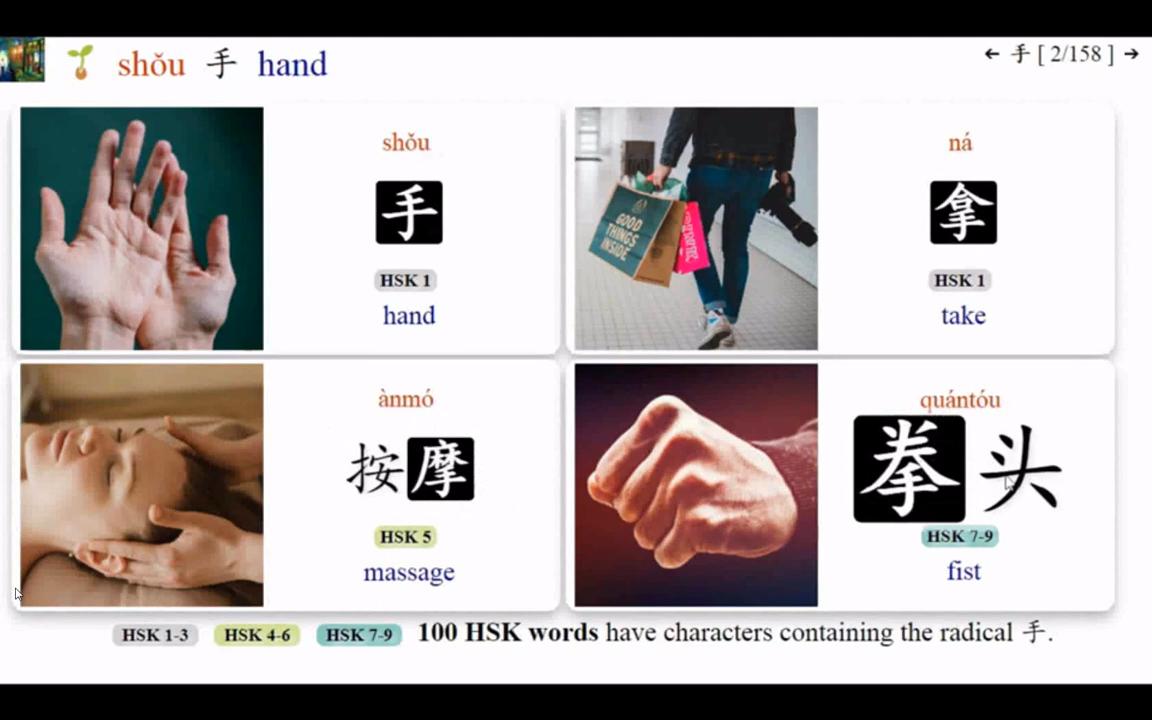 shǒu 手 hand
← 手 [ 2/158 ] →
shǒu
手
HSK 1
hand
GOOD
THINGS
INSIDE
ná
拿
HSK 1
take
ànmó
按摩
HSK 5
massage
quántóu
拳头
HSK 7-9
fist
HSK 1-3 HSK 4-6 HSK 7-9 100 HSK words have characters containing the radical 手.